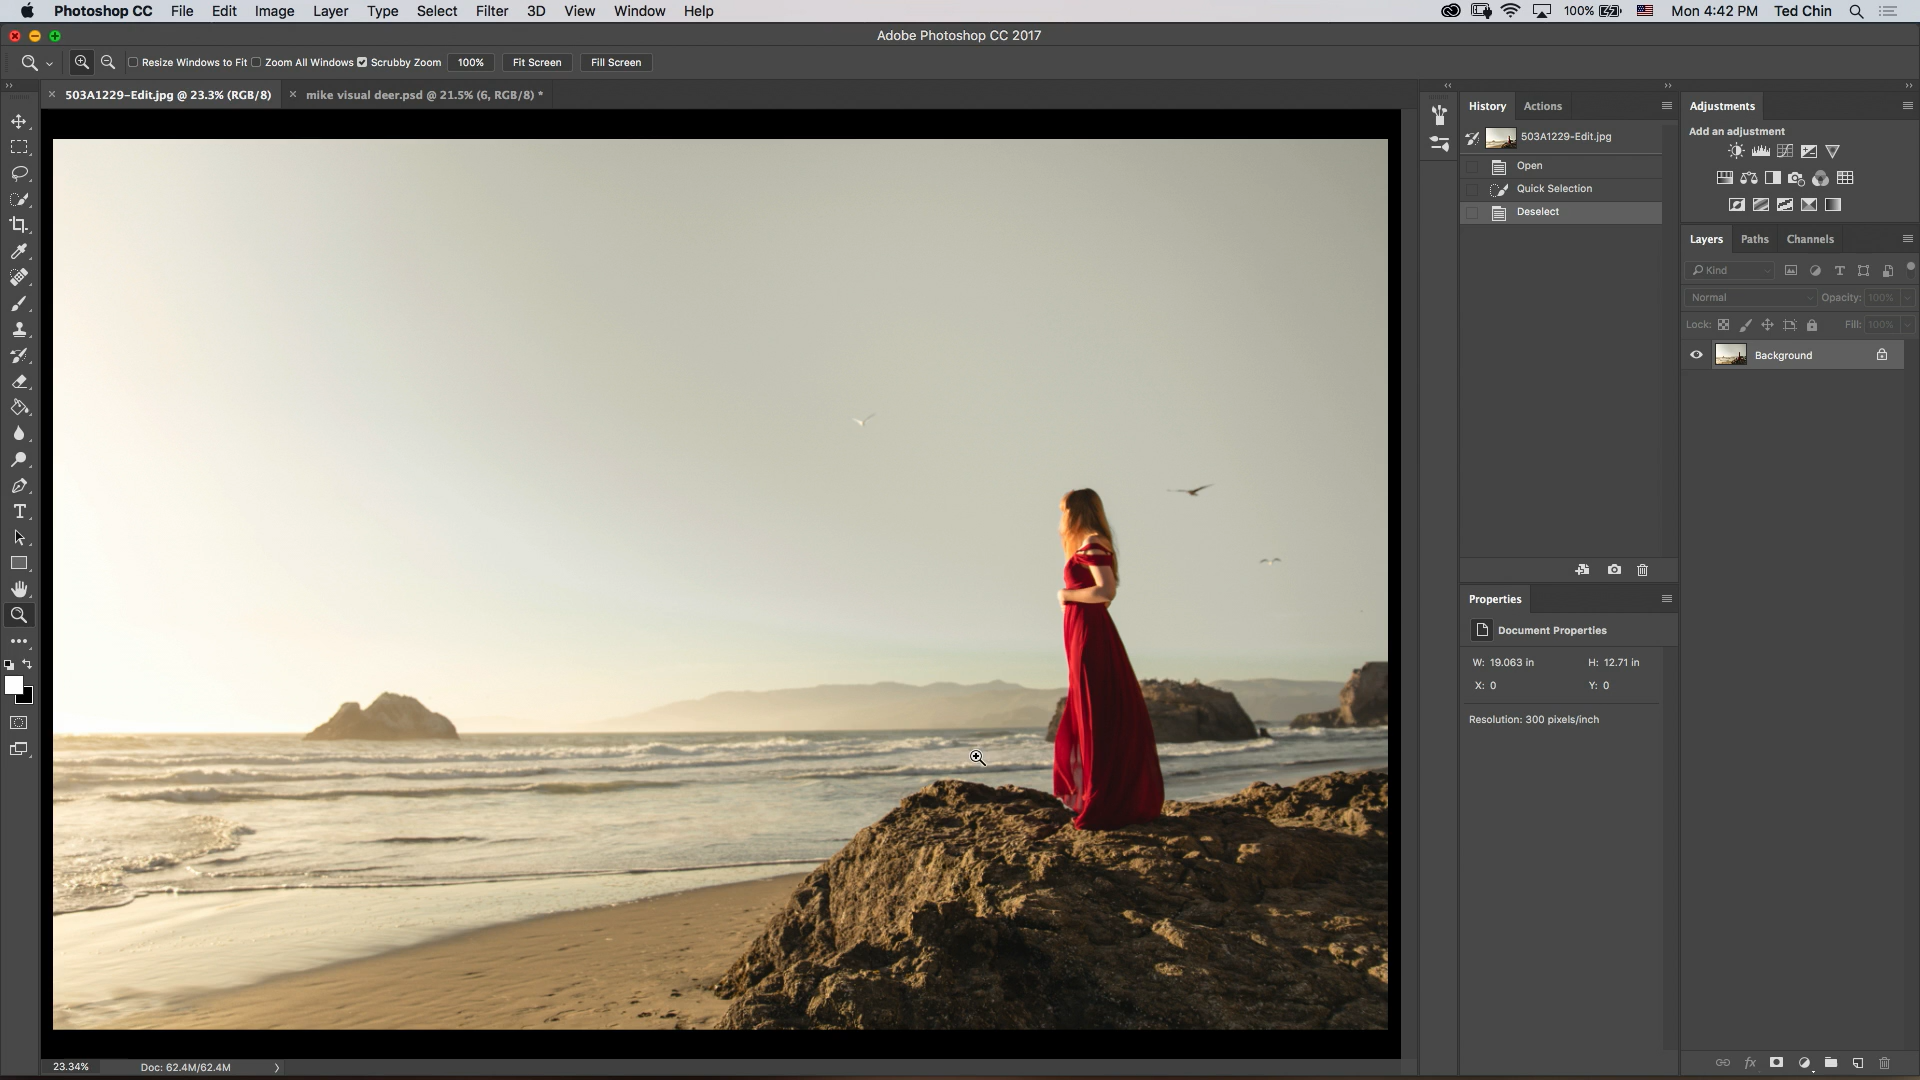 Photoshop CC File Edit Image Layer Type Select Filter 3D View Window Help 100% Mon 4:42 PM Ted Chin
Adobe Photoshop CC 2017
Resize Windows to Fit Zoom All Windows Scrubby Zoom 100% Fit Screen Fill Screen
503A1229-Edit.jpg @ 23.3% (RGB/8) mike visual deer.psd @ 21.5% (6, RGB/8) *
History Actions
503A1229-Edit.jpg
Open
Quick Selection
Deselect
Properties
Document Properties
W: 19.063 in H: 12.71 in
X: 0 Y: 0
Resolution: 300 pixels/inch
Adjustments
Add an adjustment
Layers Paths Channels
Kind
Normal Opacity: 100%
Lock: Fill: 100%
Background
fx
23.34% Doc: 62.4M/62.4M